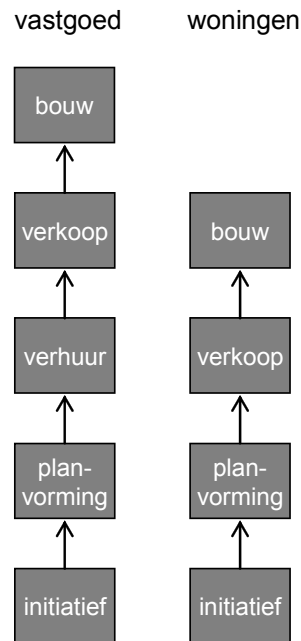 vastgoed
bouw
verkoop
verhuur
plan-
vorming
initiatief
woningen
bouw
verkoop
plan-
vorming
initiatief